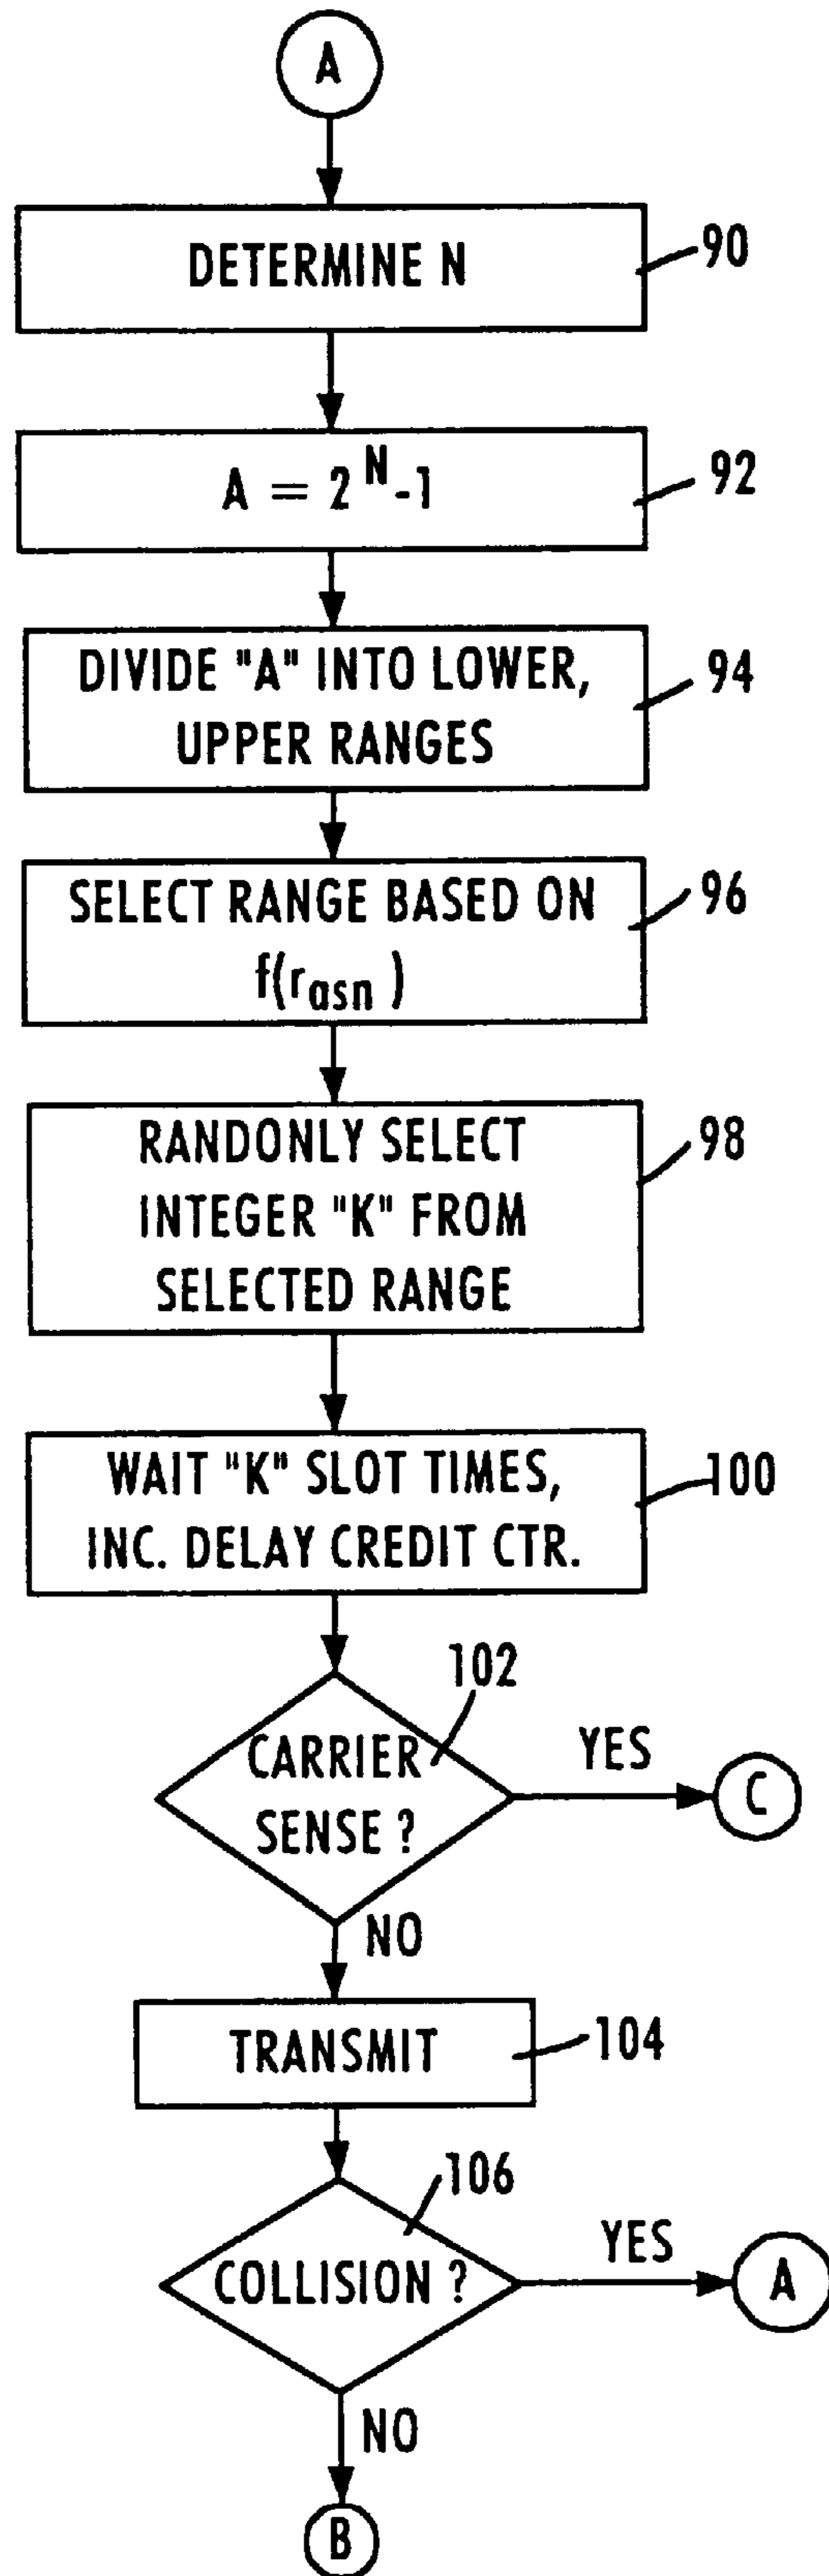 A
DETERMINE N
90
A = 2^N -1
92
DIVIDE "A" INTO LOWER,
UPPER RANGES
94
SELECT RANGE BASED ON
f(r_asn )
96
RANDONLY SELECT
INTEGER "K" FROM
SELECTED RANGE
98
WAIT "K" SLOT TIMES,
INC. DELAY CREDIT CTR.
100
102
CARRIER
SENSE ?
YES
C
NO
TRANSMIT
104
106
COLLISION ?
YES
A
NO
B